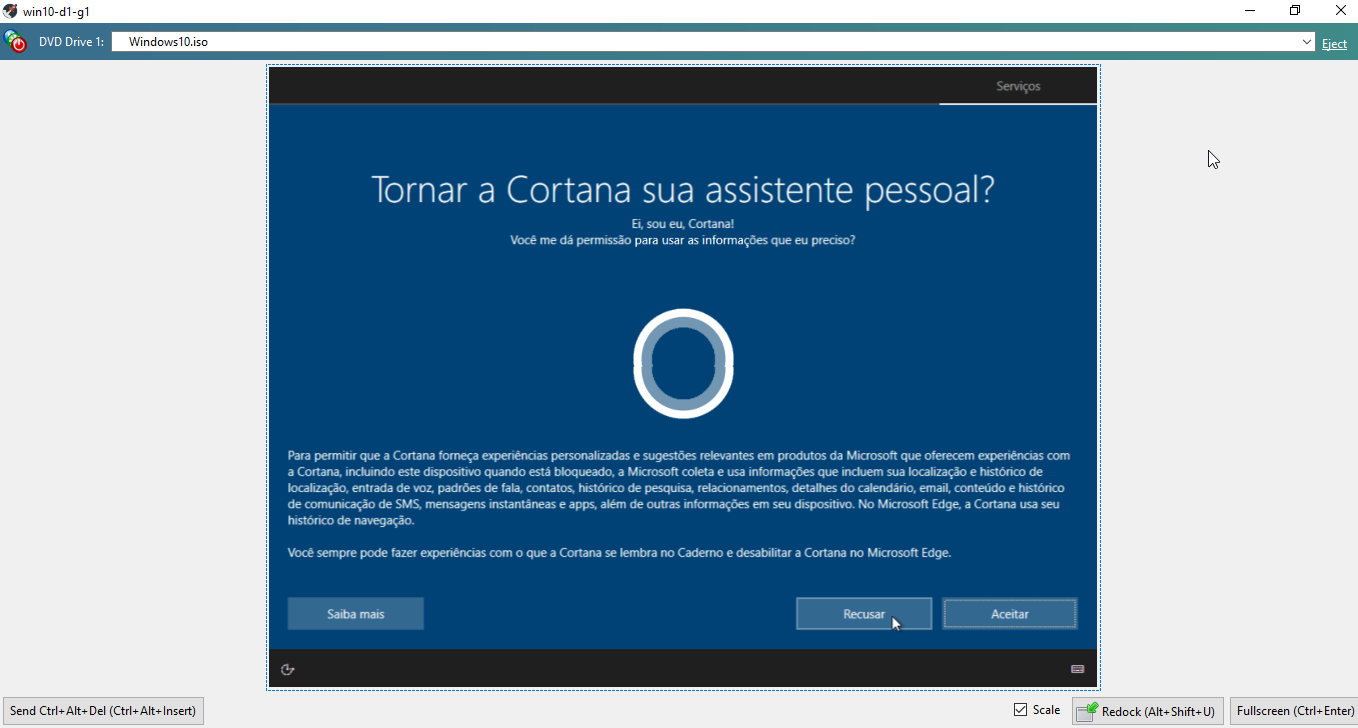 win10-d1-g1
DVD Drive 1:
Windows10.iso
Eject
Serviços
Tornar a Cortana sua assistente pessoal?
Ei, sou eu, Cortana!
Você me dá permissão para usar as informações que eu preciso?
Para permitir que a Cortana forneça experiências personalizadas e sugestões relevantes em produtos da Microsoft que oferecem experiências com
a Cortana, incluindo este dispositivo quando está bloqueado, a Microsoft coleta e usa informações que incluem sua localização e histórico de
localização, entrada de voz, padrões de fala, contatos, histórico de pesquisa, relacionamentos, detalhes do calendário, email, conteúdo e histórico
de comunicação de SMS, mensagens instantâneas e apps, além de outras informações em seu dispositivo. No Microsoft Edge, a Cortana usa seu
histórico de navegação.
Você sempre pode fazer experiências com o que a Cortana se lembra no Caderno e desabilitar a Cortana no Microsoft Edge.
Saiba mais
Recusar
Aceitar
Send Ctrl+Alt+Del (Ctrl+Alt+Insert)
Scale
Redock (Alt+Shift+U)
Fullscreen (Ctrl+Enter)